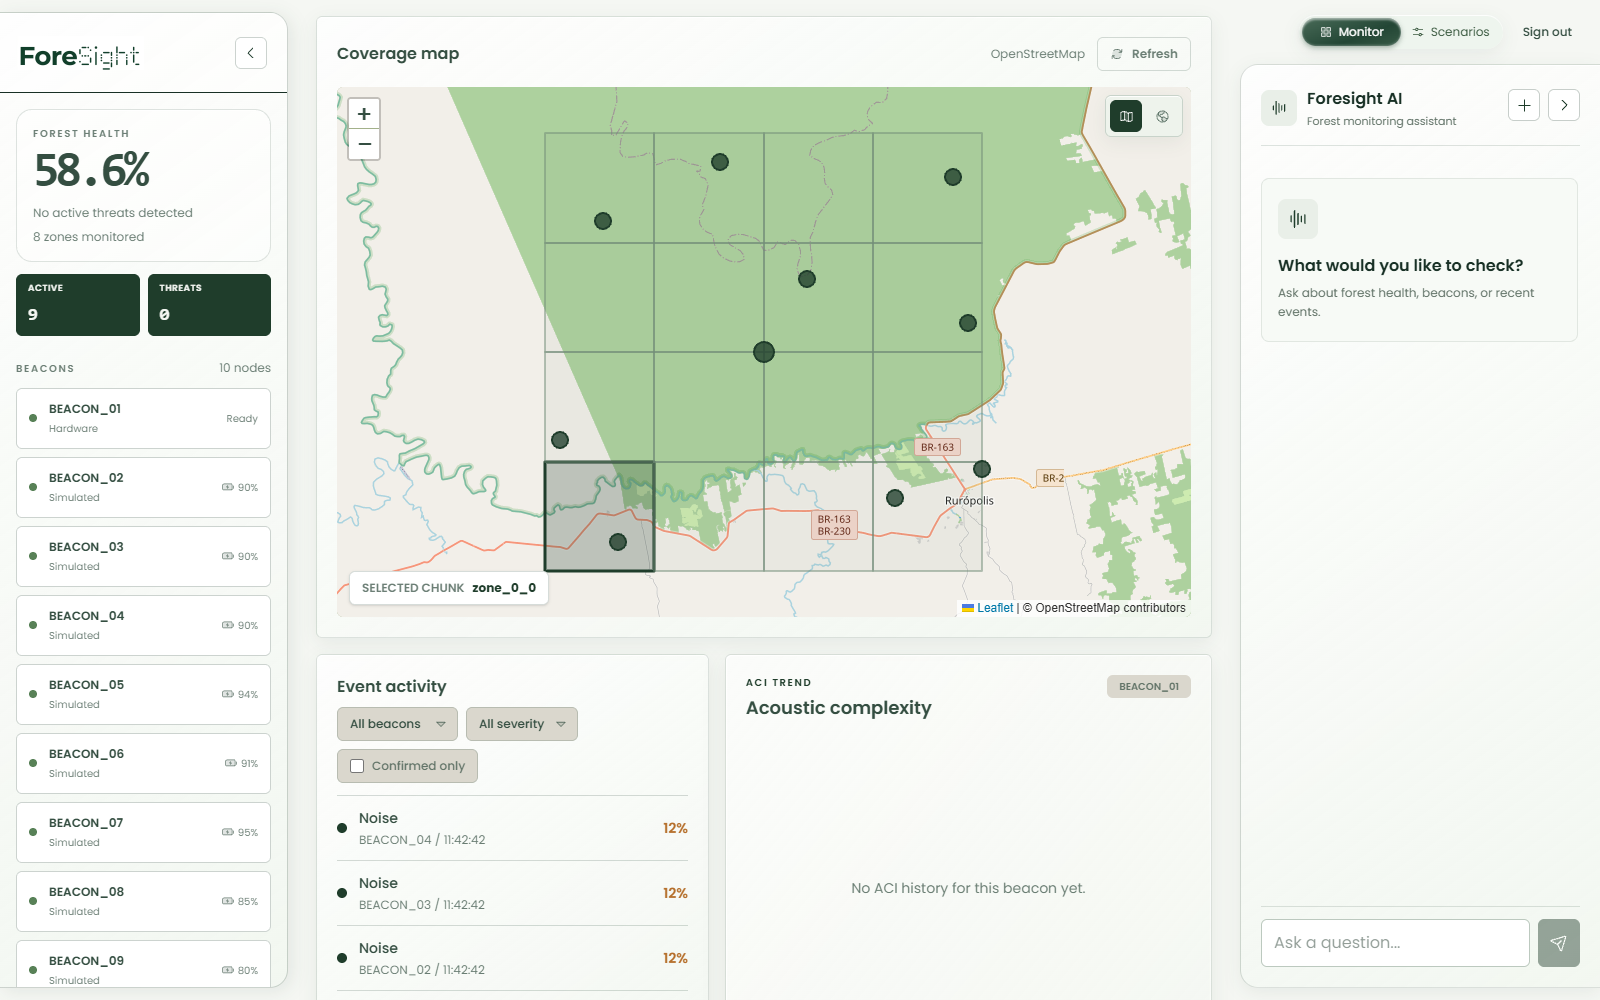 ForeSight
FOREST HEALTH
58.6%
No active threats detected
8 zones monitored
ACTIVE
9
THREATS
0
BEACONS
10 nodes
BEACON_01
Hardware
Ready
BEACON_02
Simulated
90%
BEACON_03
Simulated
90%
BEACON_04
Simulated
90%
BEACON_05
Simulated
94%
BEACON_06
Simulated
91%
BEACON_07
Simulated
95%
BEACON_08
Simulated
85%
BEACON_09
Simulated
80%
Coverage map
OpenStreetMap
Refresh
+
−
BR-163
BR-2
Rurópolis
BR-163
BR-230
SELECTED CHUNK zone_0_0
Leaflet | © OpenStreetMap contributors
Event activity
All beacons
All severity
Confirmed only
Noise
BEACON_04 / 11:42:42
12%
Noise
BEACON_03 / 11:42:42
12%
Noise
BEACON_02 / 11:42:42
12%
ACI TREND
Acoustic complexity
BEACON_01
No ACI history for this beacon yet.
Monitor
Scenarios
Sign out
Foresight AI
Forest monitoring assistant
What would you like to check?
Ask about forest health, beacons, or recent
events.
Ask a question...